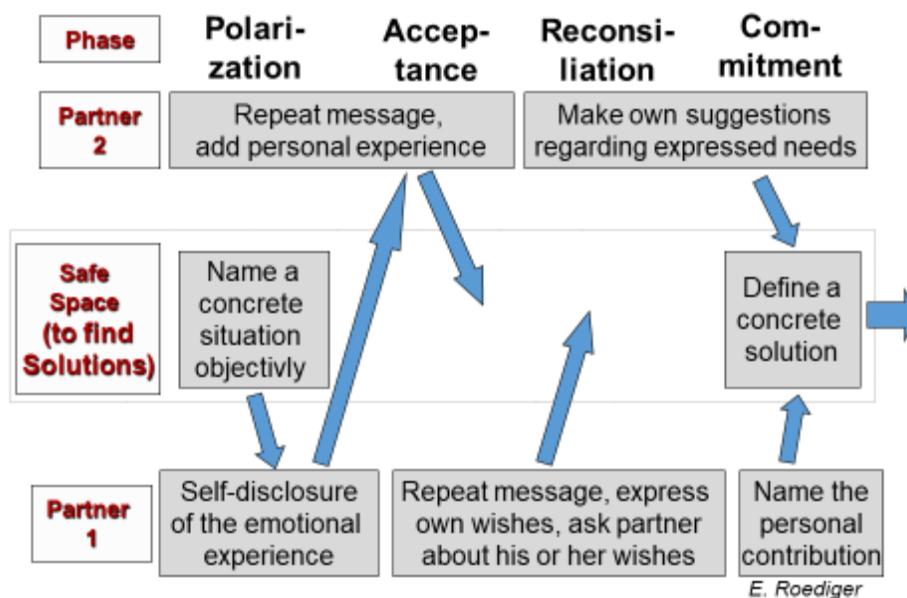 Phase
Polari-
zation
Accep-
tance
Reconsi-
liation
Com-
mitment
Partner
2
Repeat message,
add personal experience
Make own suggestions
regarding expressed needs
Safe
Space
(to find
Solutions)
Name a
concrete
situation
objectivly
Define a
concrete
solution
Partner
1
Self-disclosure
of the emotional
experience
Repeat message, express
own wishes, ask partner
about his or her wishes
Name the
personal
contribution
E. Roediger